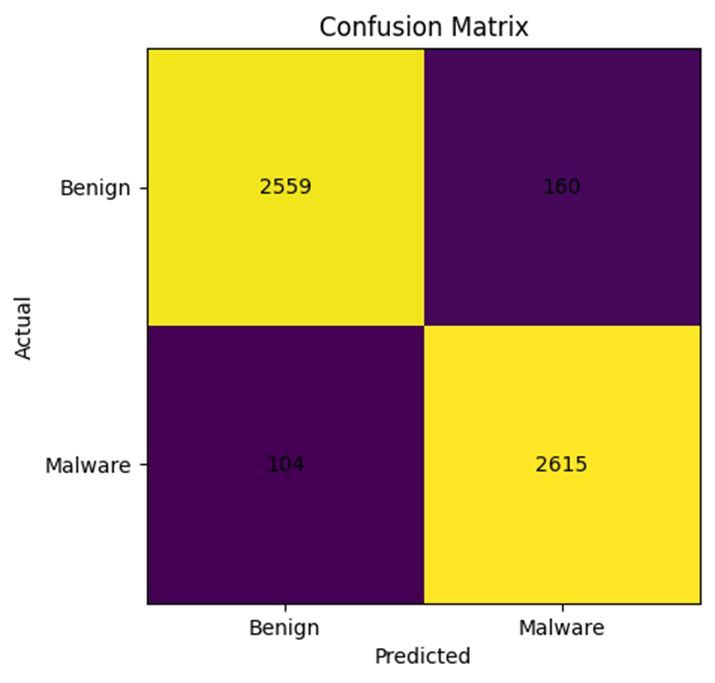 Confusion Matrix
Benign
2559
160
Actual
Malware
104
2615
Benign
Malware
Predicted